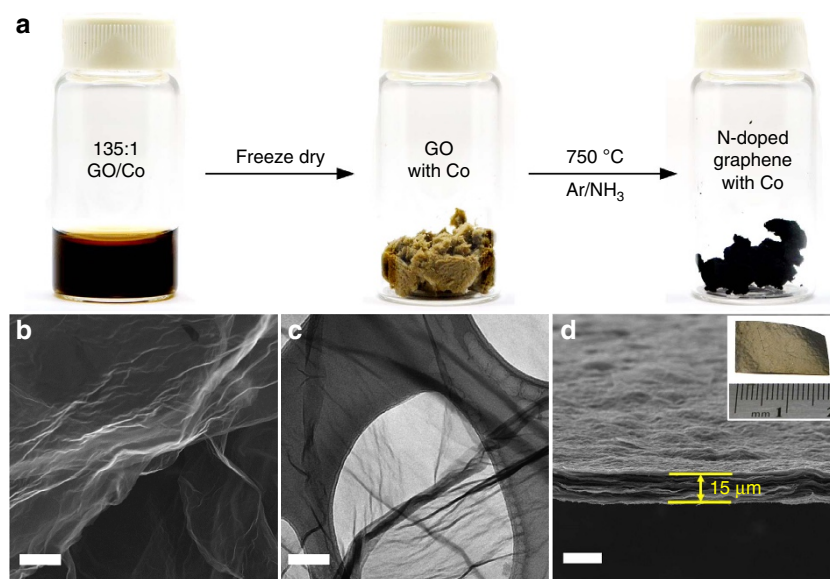 a
135:1
GO/Co
Freeze dry
GO
with Co
750 °C
Ar/NH₃
N-doped
graphene
with Co
b
c
d
15 μm
mm 1